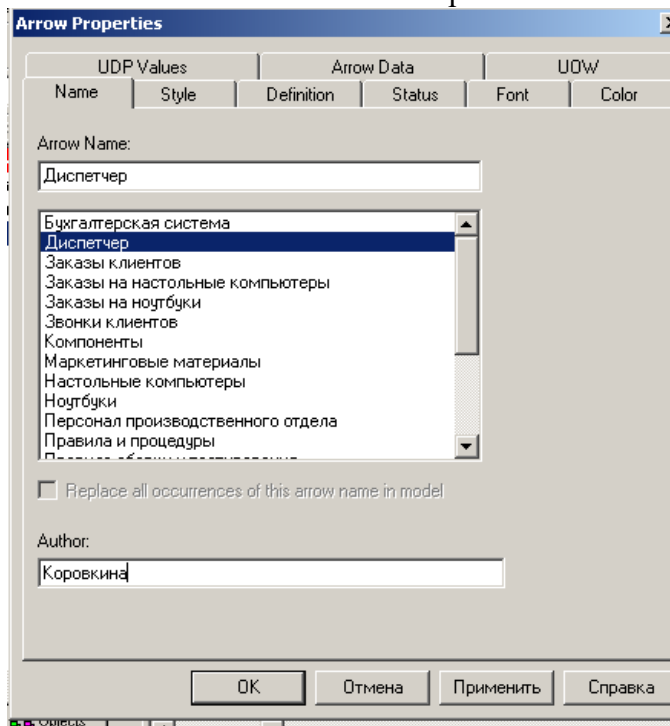 Arrow Properties
UDP Values Arrow Data UOW
Name Style Definition Status Font Color
Arrow Name:
Диспетчер
Бухгалтерская система
Диспетчер
Заказы клиентов
Заказы на настольные компьютеры
Заказы на ноутбуки
Звонки клиентов
Компоненты
Маркетинговые материалы
Настольные компьютеры
Ноутбуки
Персонал производственного отдела
Правила и процедуры
Replace all occurrences of this arrow name in model
Author:
Коровкина
OK Отмена Применить Справка
Objects